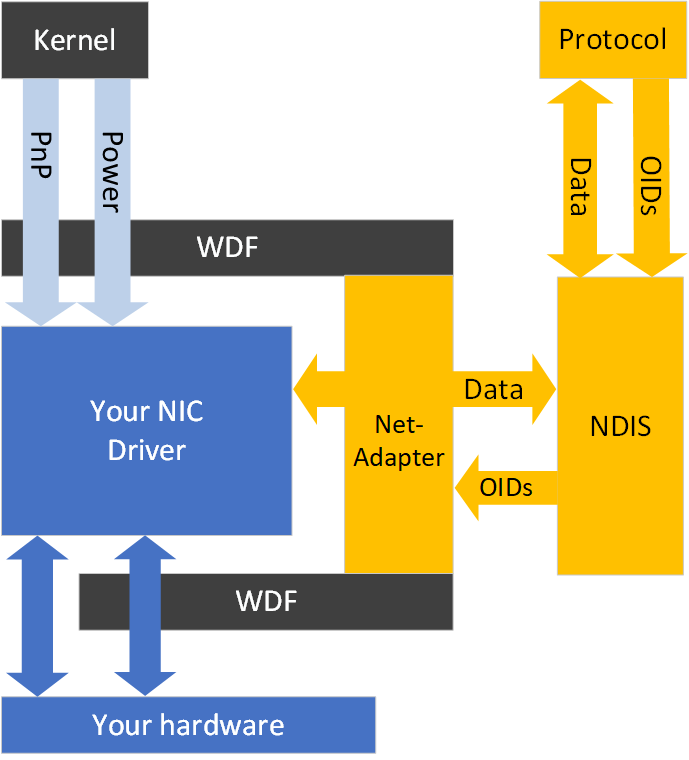 Kernel
Protocol
PnP
Power
Data
OIDs
WDF
Your NIC
Driver
Net-
Adapter
Data
OIDs
NDIS
WDF
Your hardware